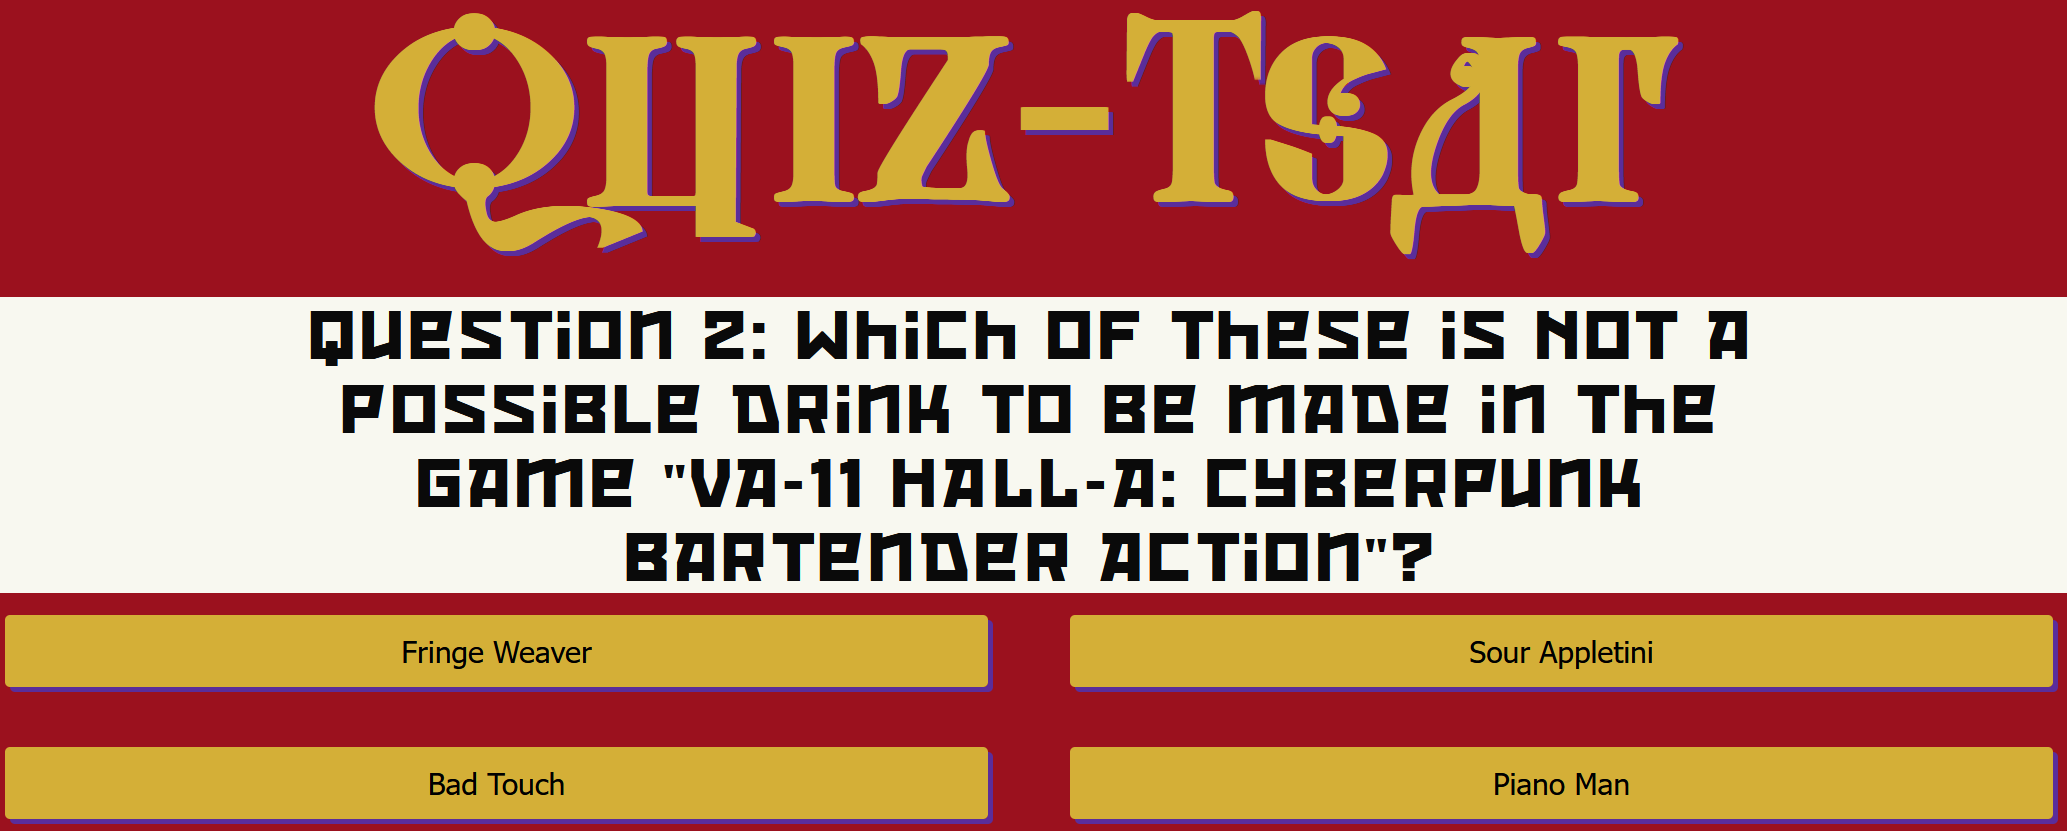 QUIZ-TSAR
Question 2: Which of these is NOT a
possible drink to be made in the
game "VA-11 HALL-A: Cyberpunk
Bartender Action"?
Fringe Weaver
Sour Appletini
Bad Touch
Piano Man